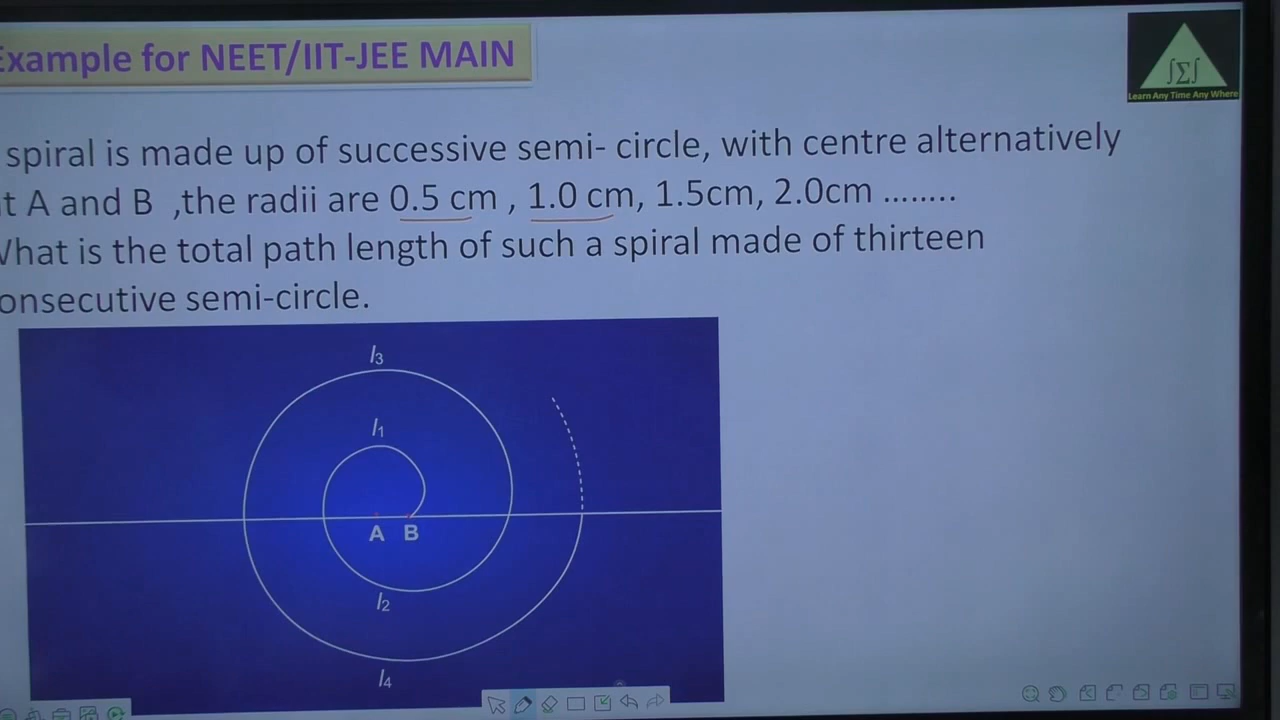 Example for NEET/IIT-JEE MAIN
∫∑∫
Learn Any Time Any Where
spiral is made up of successive semi- circle, with centre alternatively
t A and B ,the radii are 0.5 cm , 1.0 cm, 1.5cm, 2.0cm ........
What is the total path length of such a spiral made of thirteen
onsecutive semi-circle.
l3
l1
A B
l2
l4